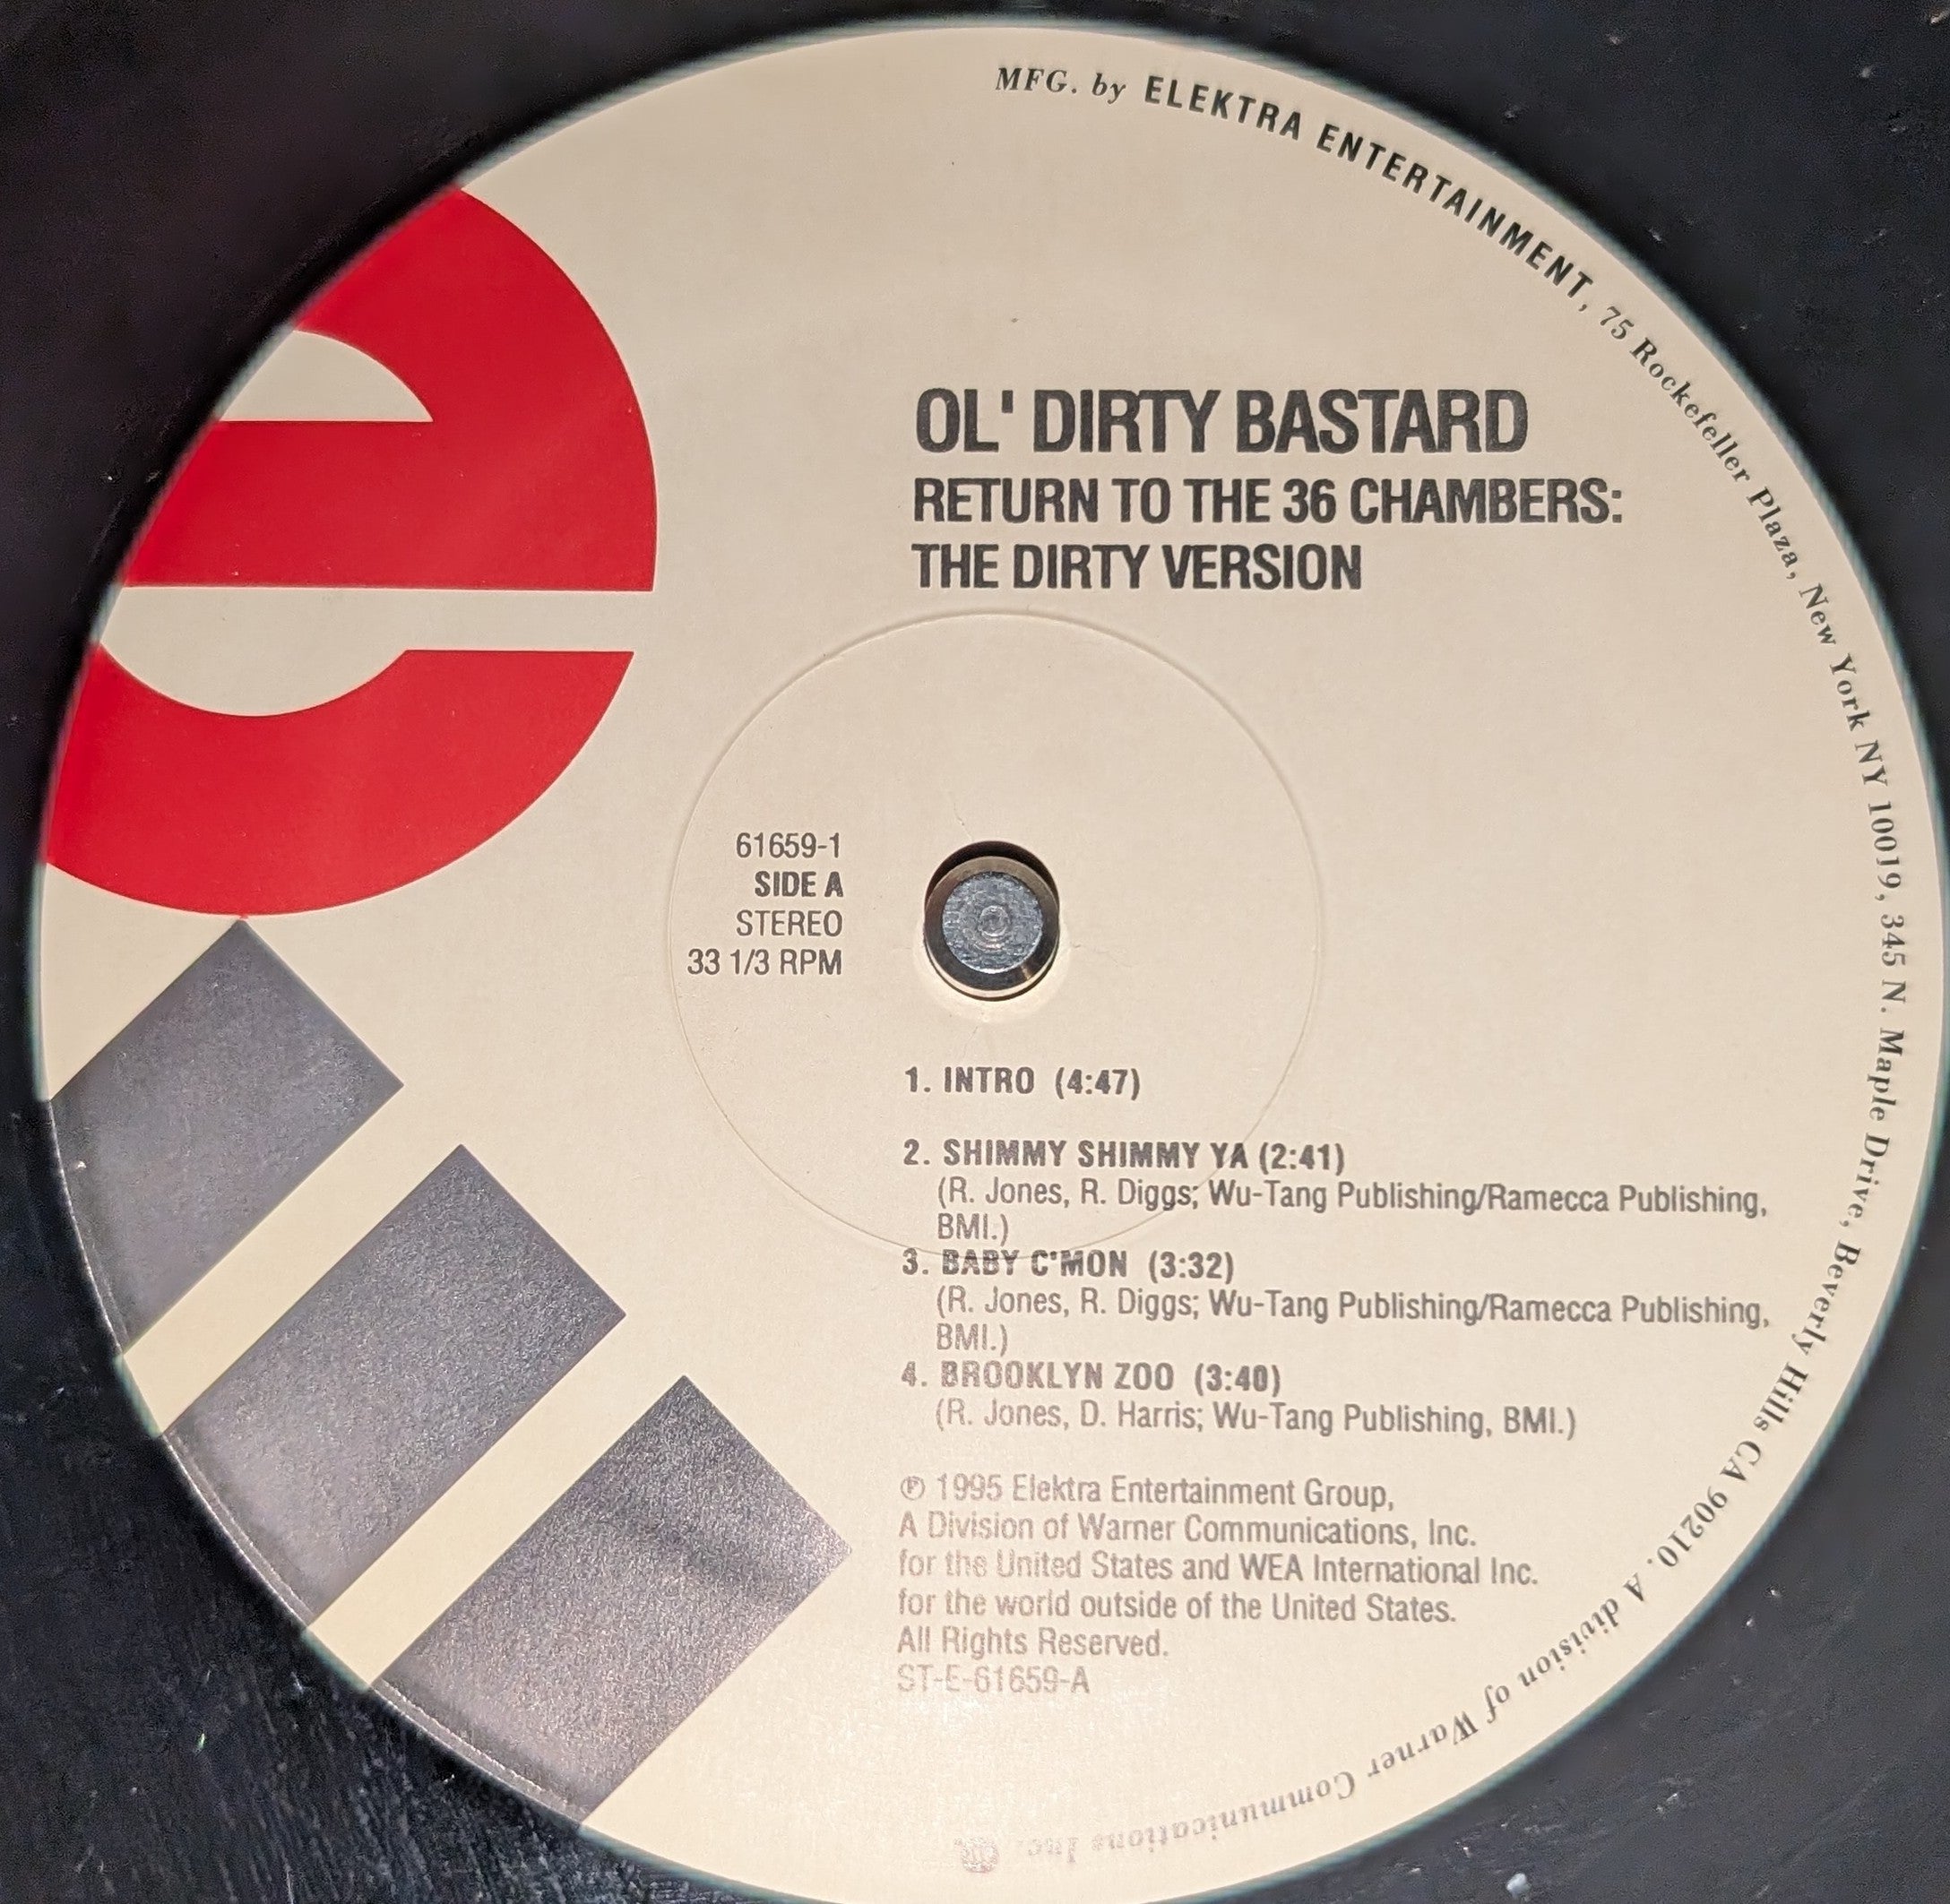 MFG. by ELEKTRA ENTERTAINMENT, 75 Rockefeller Plaza, New York NY 10019, 345 N. Maple Drive, Beverly Hills CA 90210. A division of Warner Communications Inc.
e
OL' DIRTY BASTARD
RETURN TO THE 36 CHAMBERS:
THE DIRTY VERSION
61659-1
SIDE A
STEREO
33 1/3 RPM
1. INTRO (4:47)
2. SHIMMY SHIMMY YA (2:41)
(R. Jones, R. Diggs; Wu-Tang Publishing/Ramecca Publishing,
BMI.)
3. BABY C'MON (3:32)
(R. Jones, R. Diggs; Wu-Tang Publishing/Ramecca Publishing,
BMI.)
4. BROOKLYN ZOO (3:40)
(R. Jones, D. Harris; Wu-Tang Publishing, BMI.)
℗ 1995 Elektra Entertainment Group,
A Division of Warner Communications, Inc.
for the United States and WEA International Inc.
for the world outside of the United States.
All Rights Reserved.
ST-E-61659-A